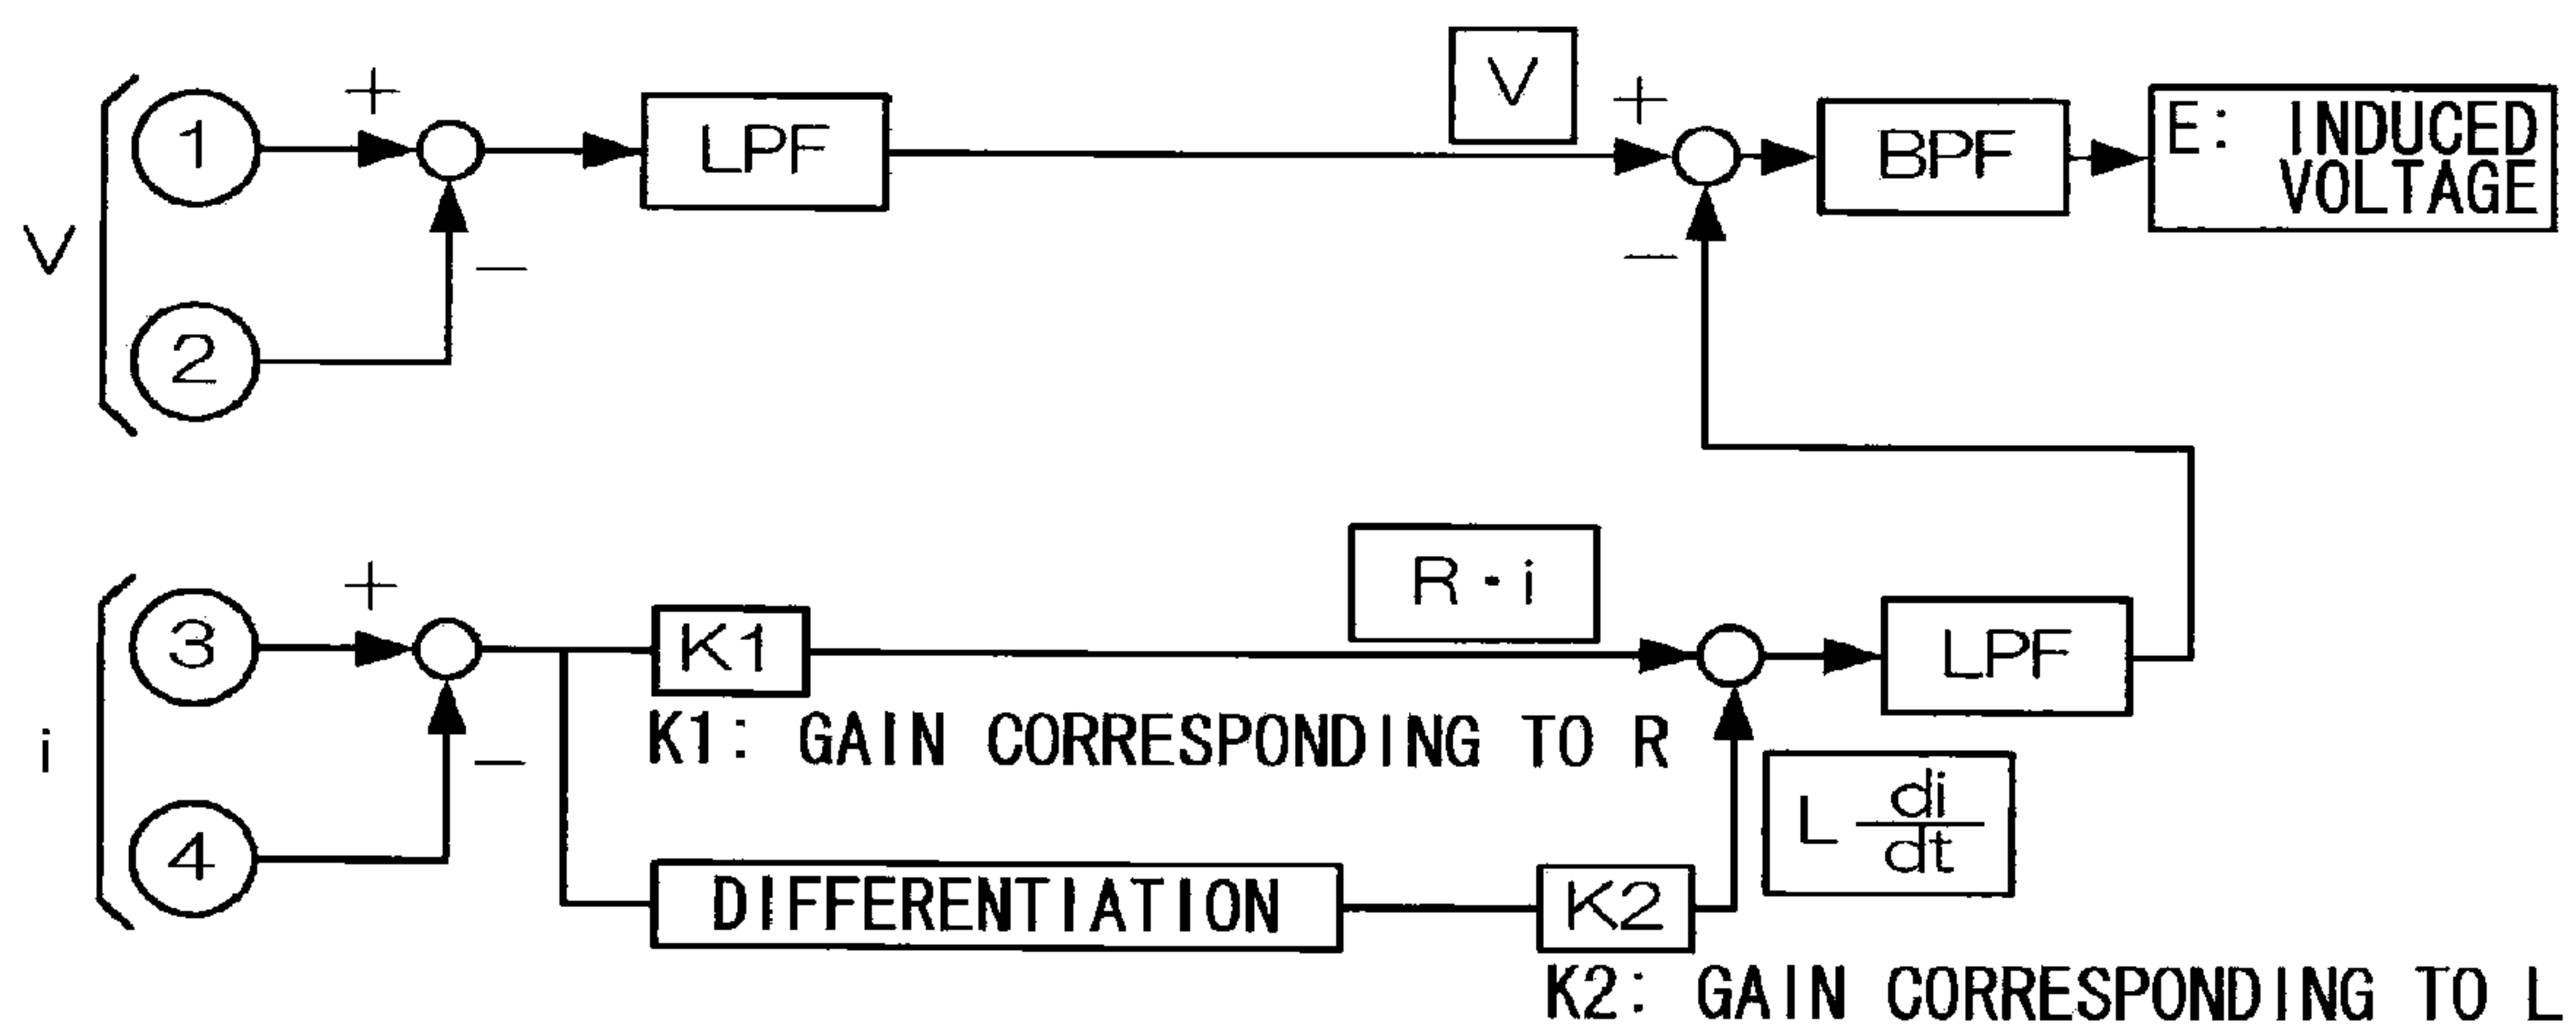 V
+
1
−
2
LPF
V
+
−
BPF
E: INDUCED
VOLTAGE
i
+
3
−
4
K1
R・i
LPF
K1: GAIN CORRESPONDING TO R
L di/dt
DIFFERENTIATION
K2
K2: GAIN CORRESPONDING TO L